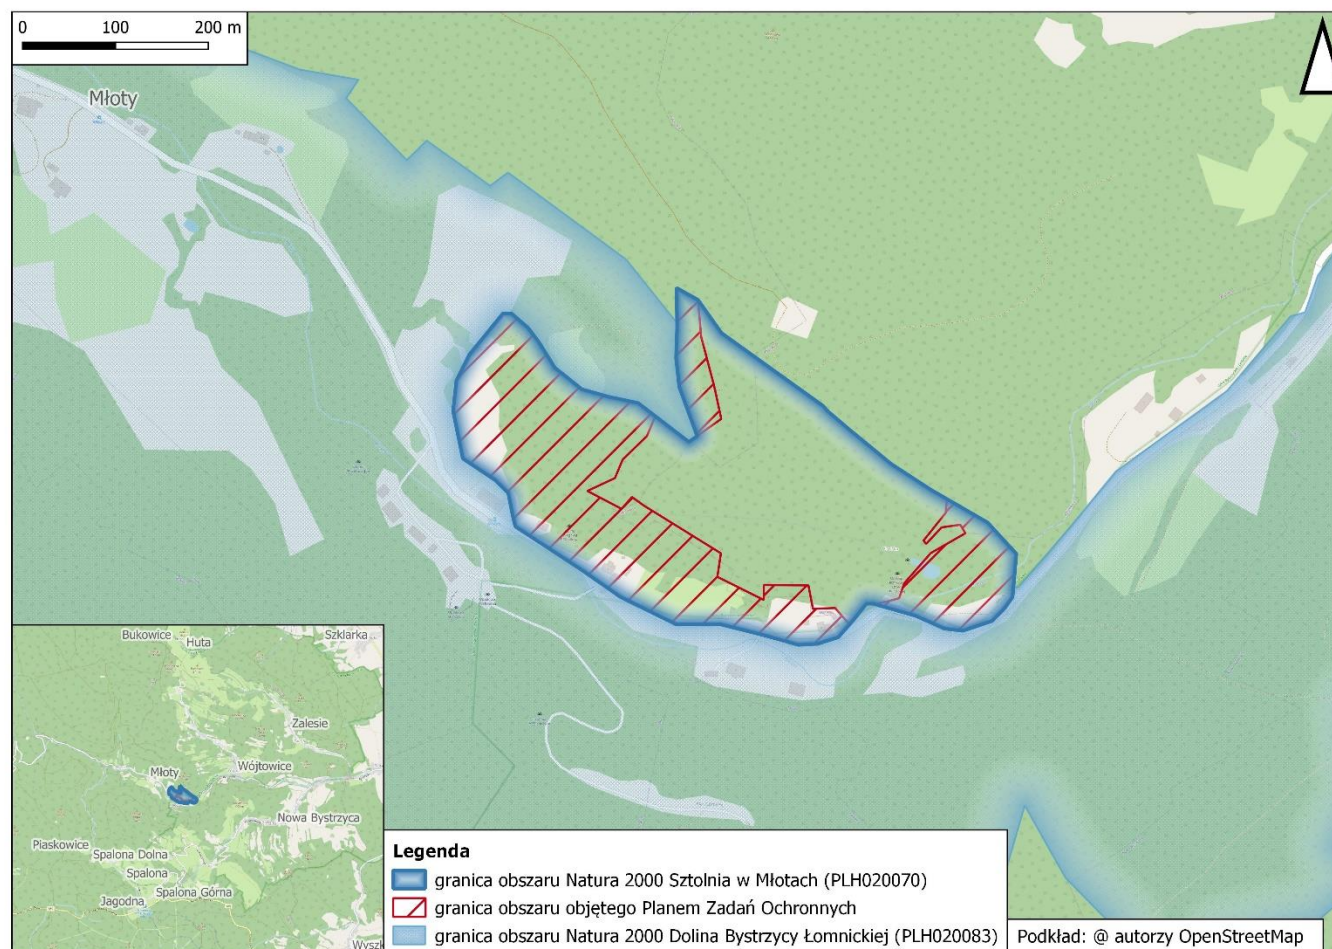 0 100 200 m
Młoty
Bukowice
Huta
Szklarka
Zalesie
Młoty
Wójtowice
Nowa Bystrzyca
Piaskowice
Spalona Dolna
Spalona
Spalona Górna
Jagodna
Wyszk
Legenda
granica obszaru Natura 2000 Sztolnia w Młotach (PLH020070)
granica obszaru objętego Planem Zadań Ochronnych
granica obszaru Natura 2000 Dolina Bystrzycy Łomnickiej (PLH020083)
Podkład: @ autorzy OpenStreetMap